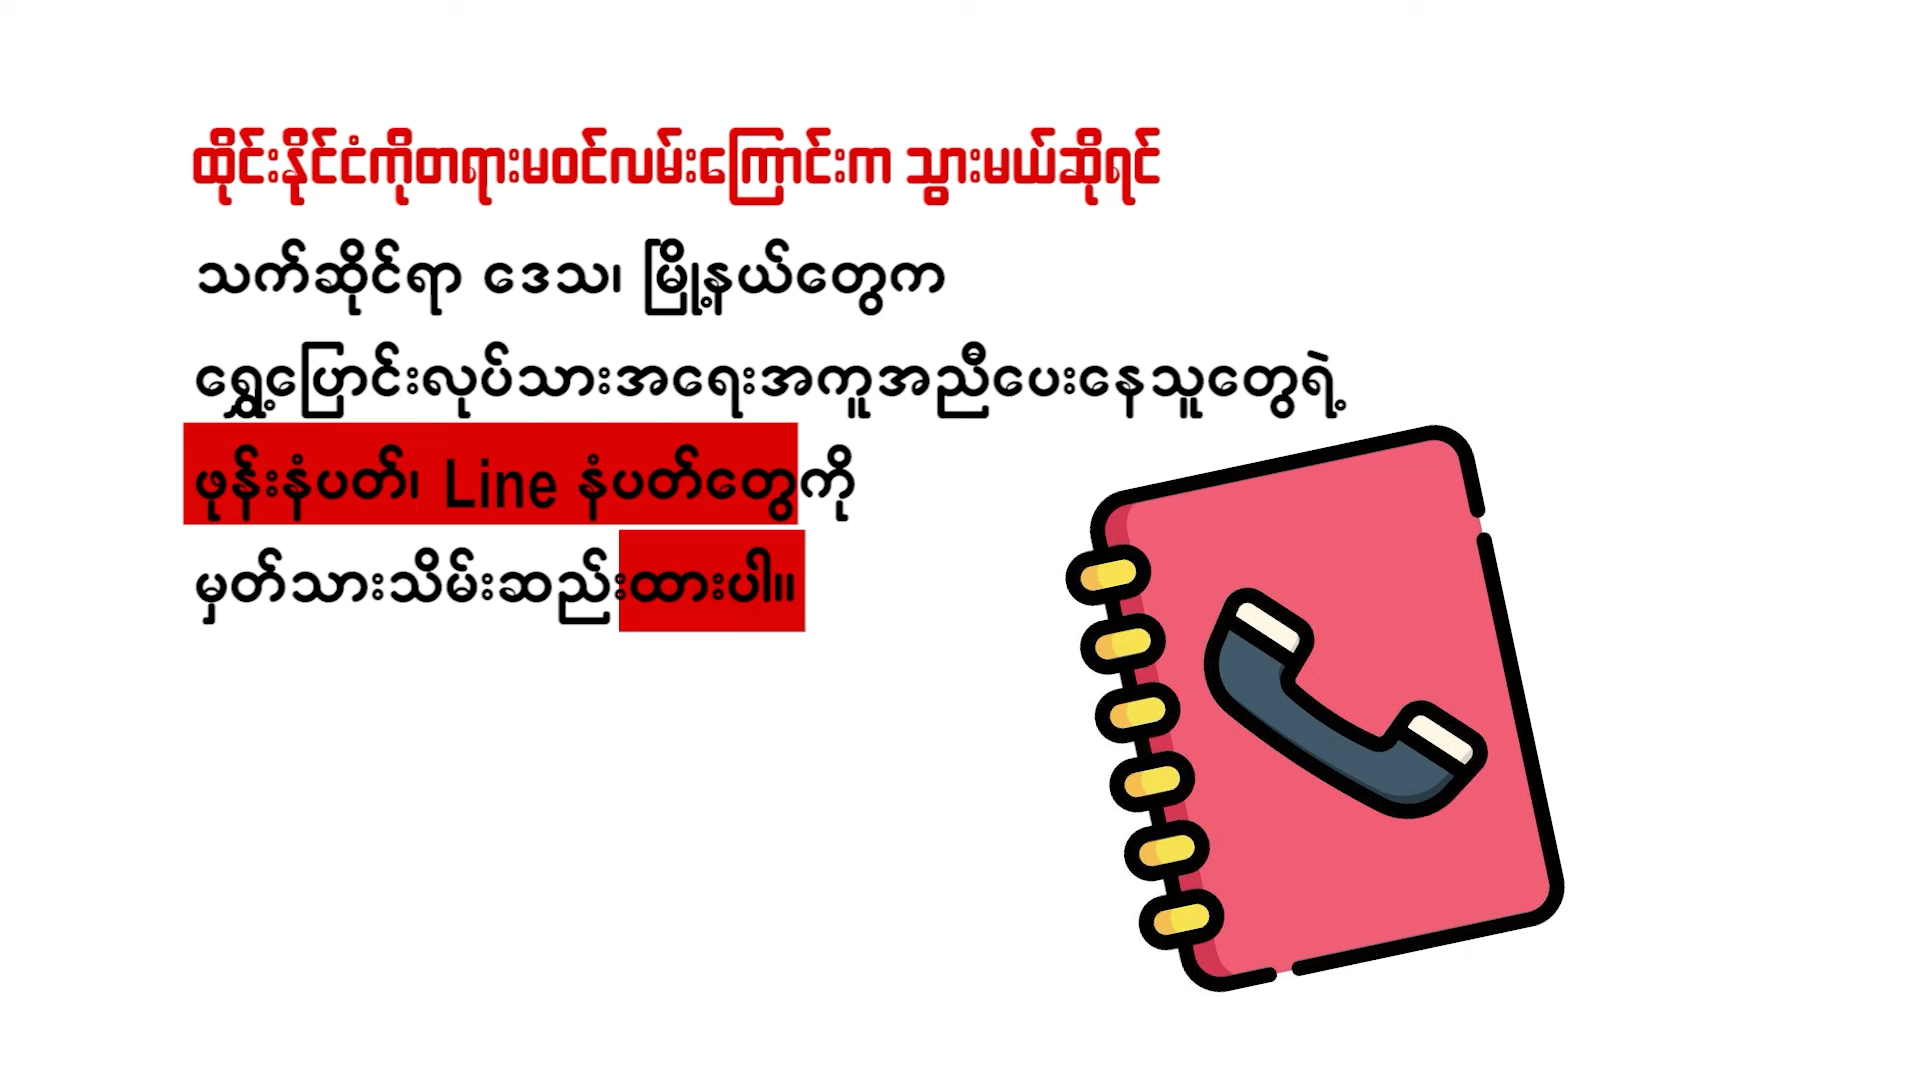 ထိုင်းနိုင်ငံကိုတရားမဝင်လမ်းကြောင်းက သွားမယ်ဆိုရင်
သက်ဆိုင်ရာ ဒေသ၊ မြို့နယ်တွေက
ရွှေ့ပြောင်းလုပ်သားအရေးအကူအညီပေးနေသူတွေရဲ့
ဖုန်းနံပတ်၊ Line နံပတ်တွေကို
မှတ်သားသိမ်းဆည်းထားပါ။